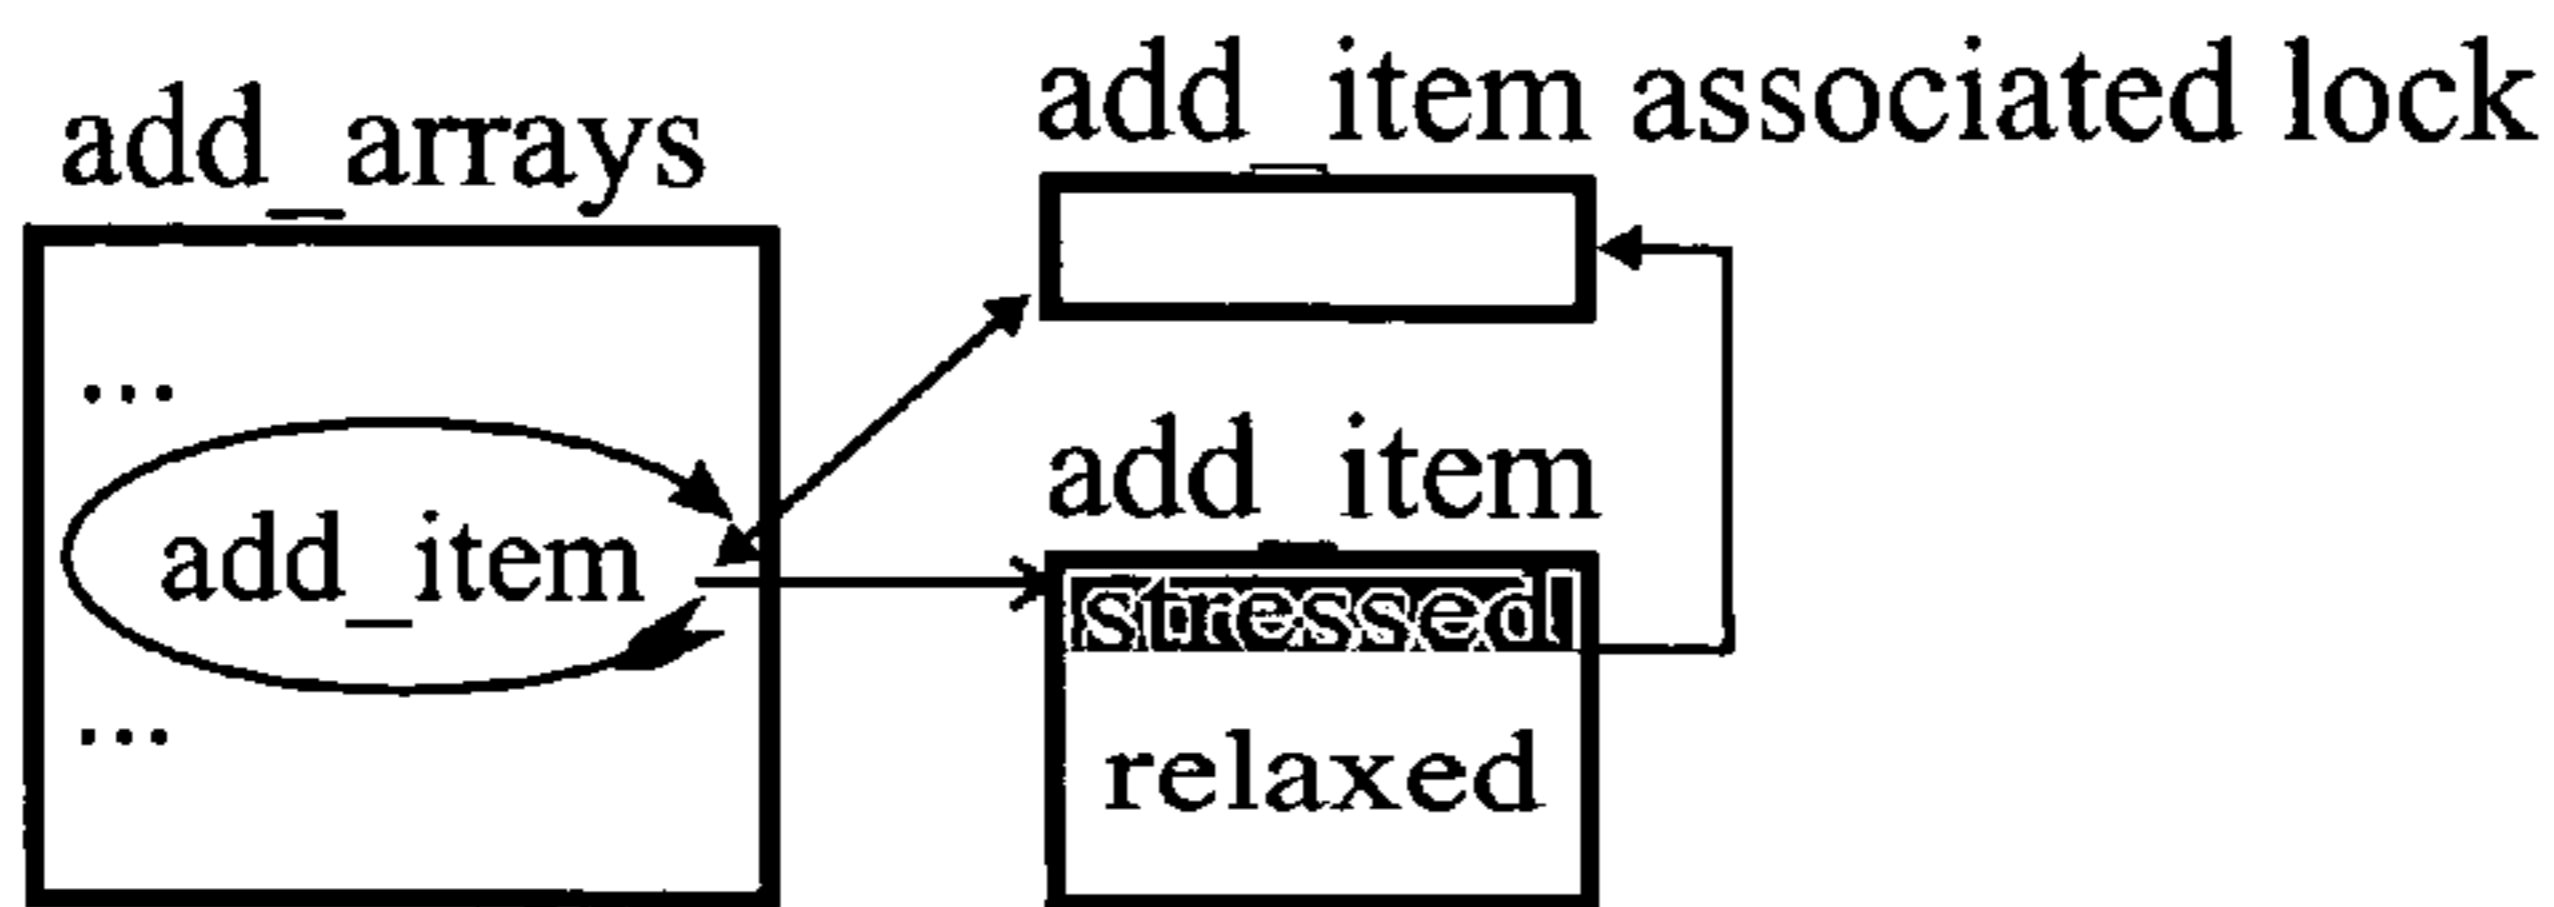 add_item associated lock
add_arrays
...
add_item
add_item
stressed
relaxed
...